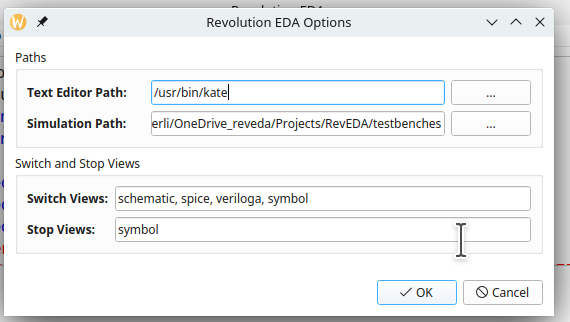 Revolution EDA Options
Paths
Text Editor Path: /usr/bin/kate ...
Simulation Path: erli/OneDrive_reveda/Projects/RevEDA/testbenches ...
Switch and Stop Views
Switch Views: schematic, spice, veriloga, symbol
Stop Views: symbol
OK Cancel